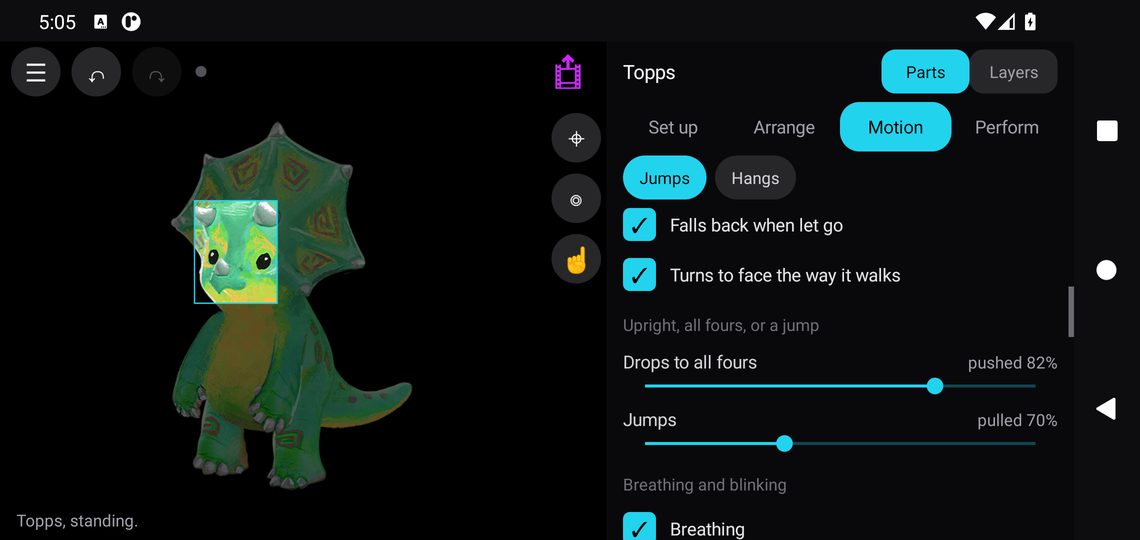 5:05
Topps
Parts
Layers
Set up
Arrange
Motion
Perform
Jumps
Hangs
Falls back when let go
Turns to face the way it walks
Upright, all fours, or a jump
Drops to all fours
pushed 82%
Jumps
pulled 70%
Breathing and blinking
Breathing
Topps, standing.